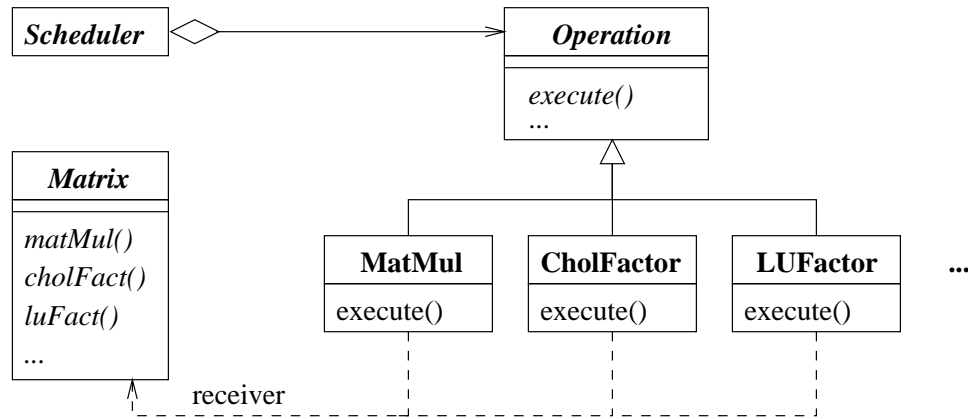 Scheduler
Operation
execute()
...
Matrix
matMul()
cholFact()
luFact()
...
MatMul
execute()
CholFactor
execute()
LUFactor
execute()
...
receiver